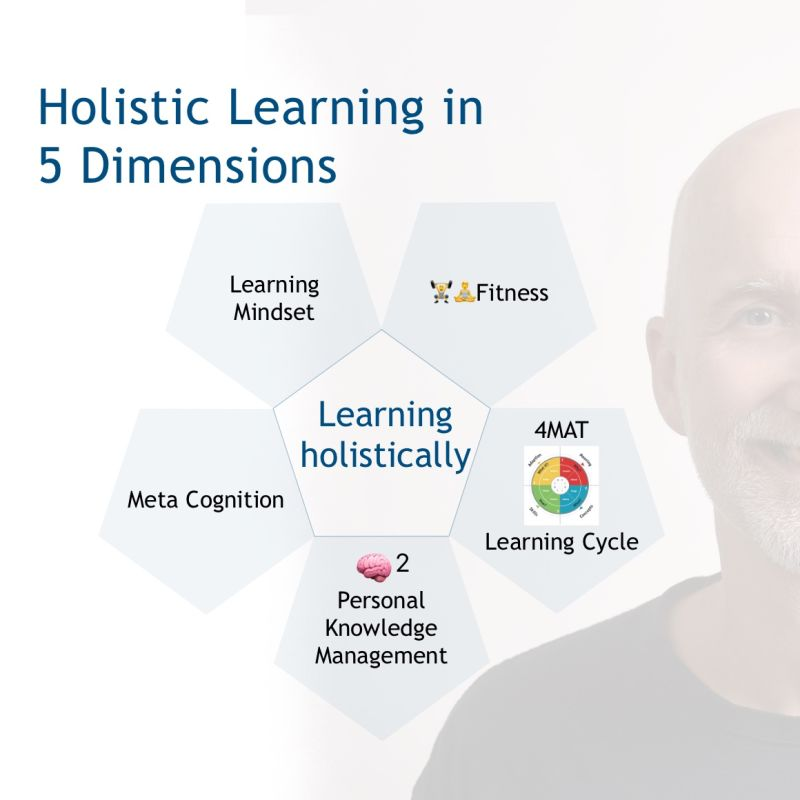 Holistic Learning in
5 Dimensions
Learning
Mindset
🏋️🧘Fitness
Learning
holistically
4MAT
Learning Cycle
Meta Cognition
🧠 2
Personal
Knowledge
Management